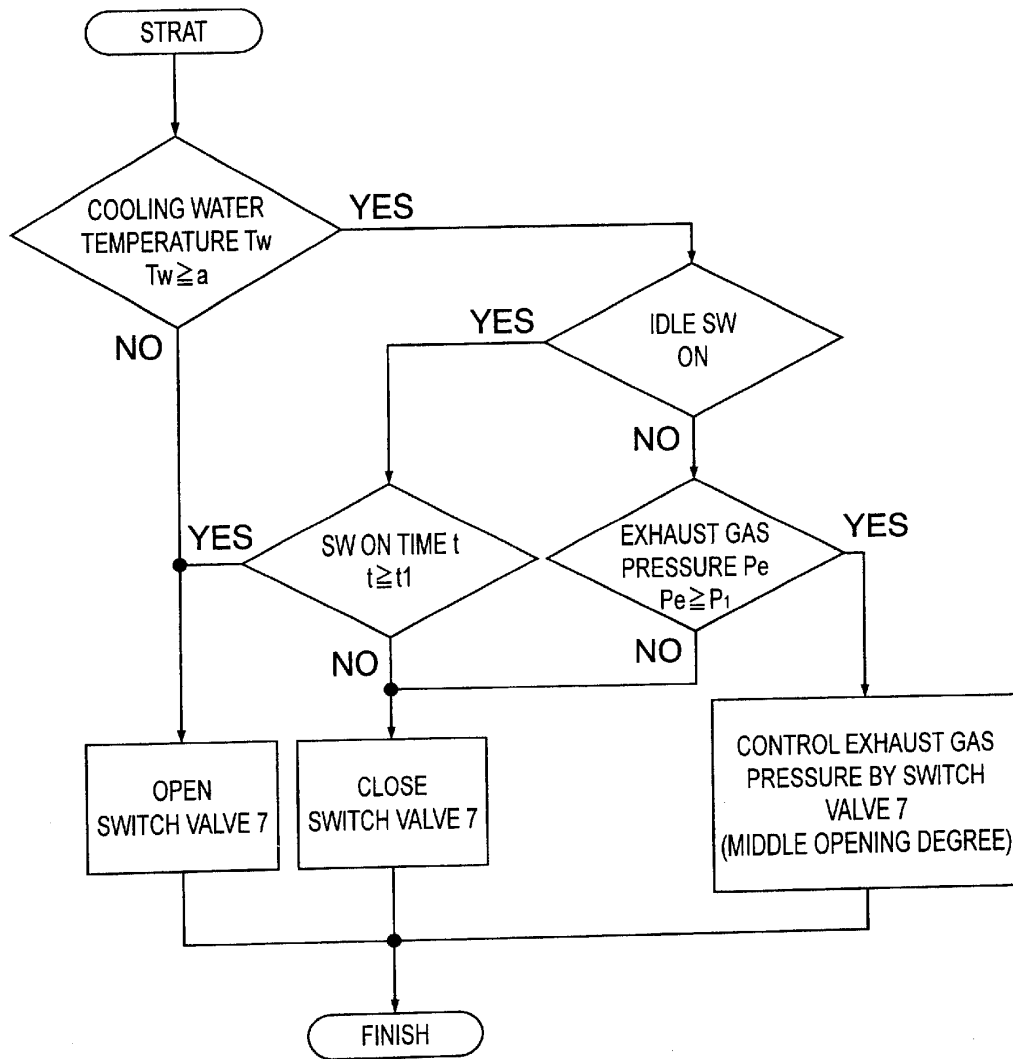 STRAT
COOLING WATER
TEMPERATURE Tw
Tw≧a
YES
NO
IDLE SW
ON
YES
NO
SW ON TIME t
t≧t1
YES
NO
EXHAUST GAS
PRESSURE Pe
Pe≧P1
YES
NO
OPEN
SWITCH VALVE 7
CLOSE
SWITCH VALVE 7
CONTROL EXHAUST GAS
PRESSURE BY SWITCH
VALVE 7
(MIDDLE OPENING DEGREE)
FINISH